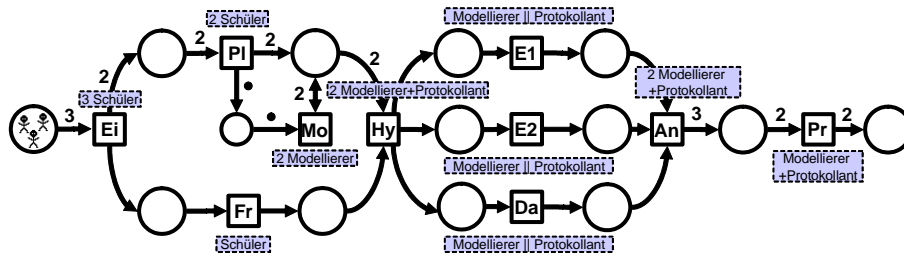 2 Schüler
Modellierer || Protokollant
2
2
Pl
2
E1
2
3 Schüler
2
2 Modellierer+Protokollant
2 Modellierer
+Protokollant
3
Ei
Mo
Hy
E2
An
3
2
Pr
2
2 Modellierer
Modellierer || Protokollant
Modellierer
+Protokollant
Fr
Da
Schüler
Modellierer || Protokollant